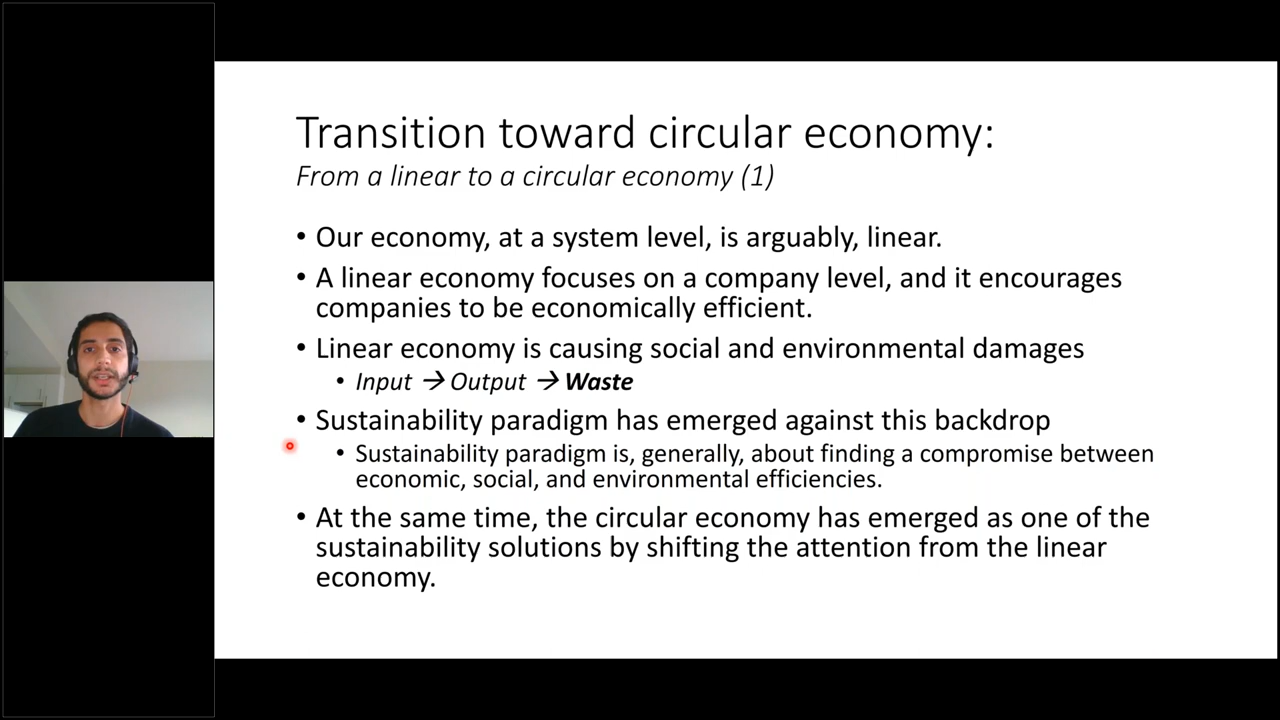 Transition toward circular economy:
From a linear to a circular economy (1)
• Our economy, at a system level, is arguably, linear.
• A linear economy focuses on a company level, and it encourages
companies to be economically efficient.
• Linear economy is causing social and environmental damages
• Input → Output → Waste
• Sustainability paradigm has emerged against this backdrop
• Sustainability paradigm is, generally, about finding a compromise between
economic, social, and environmental efficiencies.
• At the same time, the circular economy has emerged as one of the
sustainability solutions by shifting the attention from the linear
economy.